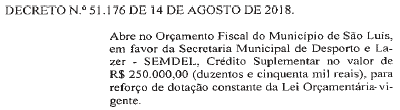 DECRETO N.º 51.176 DE 14 DE AGOSTO DE 2018.
Abre no Orçamento Fiscal do Município de São Luís,
em favor da Secretaria Municipal de Desporto e La-
zer - SEMDEL, Crédito Suplementar no valor de
R$ 250.000,00 (duzentos e cinquenta mil reais), para
reforço de dotação constante da Lei Orçamentária vi-
gente.